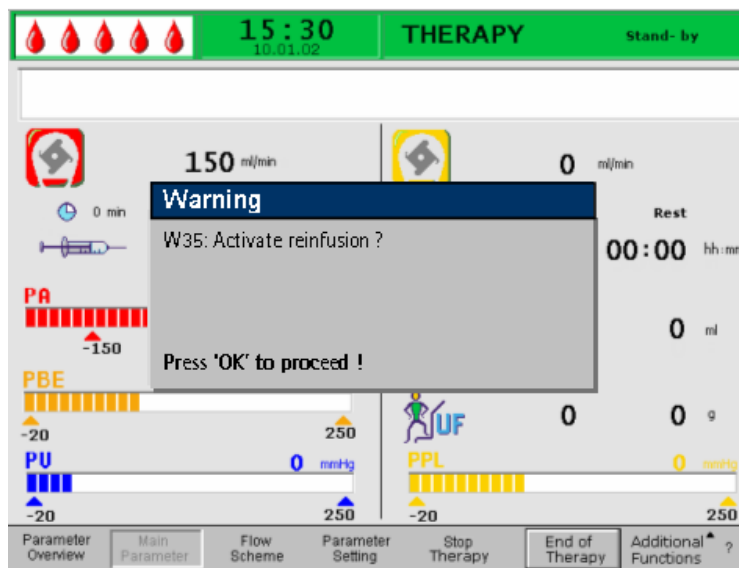 15:30
10.01.02
THERAPY
Stand- by
150 ml/min
0 ml/min
0 min
Warning
W35: Activate reinfusion ?
Press 'OK' to proceed !
Rest
00:00 hh:mm
PA
-150
0 ml
PBE
-20 250
UF 0 0 g
PV 0 mmHg
-20 250
PPL 0 mmHg
-20 250
Parameter Overview
Main Parameter
Flow Scheme
Parameter Setting
Stop Therapy
End of Therapy
Additional Functions
?